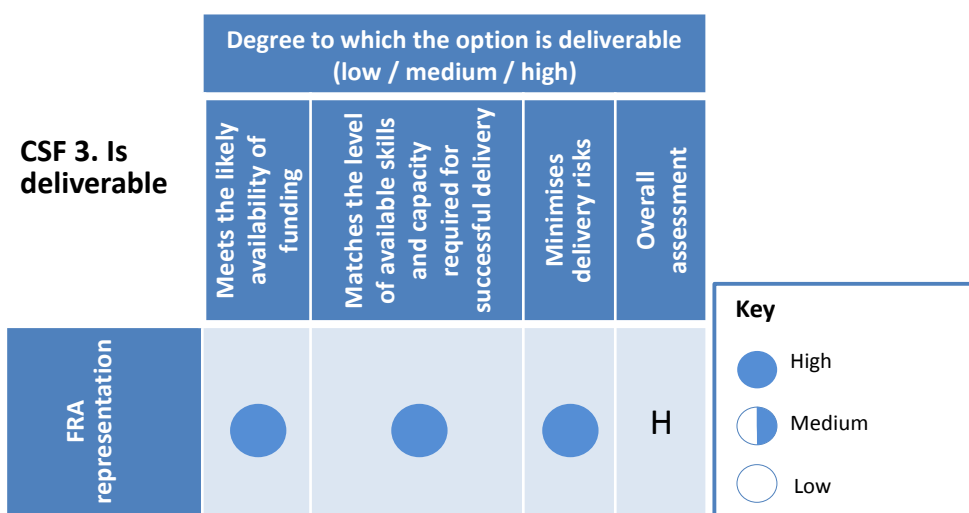 Degree to which the option is deliverable
(low / medium / high)
CSF 3. Is
deliverable
Meets the likely
availability of
funding
Matches the level
of available skills
and capacity
required for
successful delivery
Minimises
delivery risks
Overall
assessment
FRA
representation
H
Key
High
Medium
Low